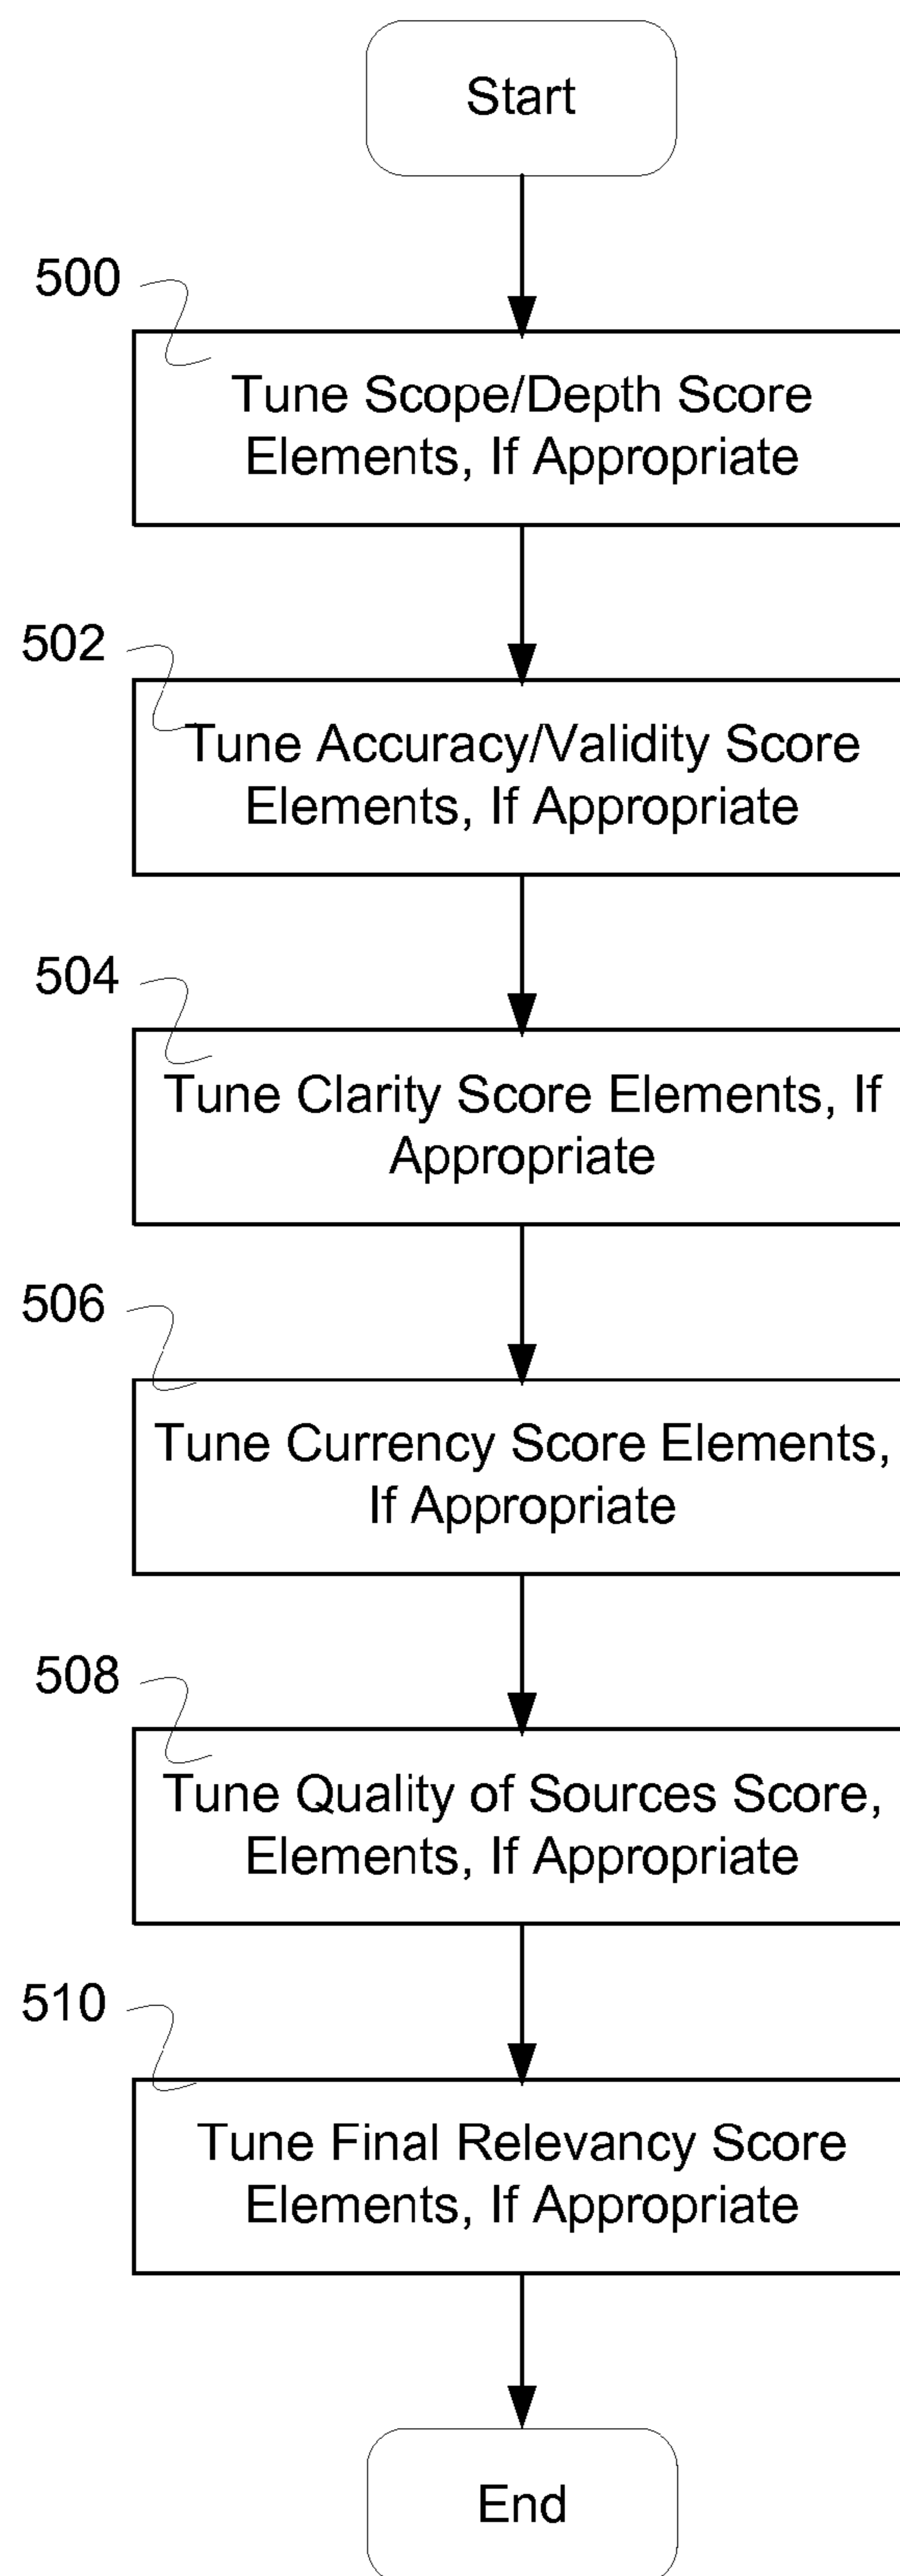 Start
500
Tune Scope/Depth Score
Elements, If Appropriate
502
Tune Accuracy/Validity Score
Elements, If Appropriate
504
Tune Clarity Score Elements, If
Appropriate
506
Tune Currency Score Elements,
If Appropriate
508
Tune Quality of Sources Score,
Elements, If Appropriate
510
Tune Final Relevancy Score
Elements, If Appropriate
End